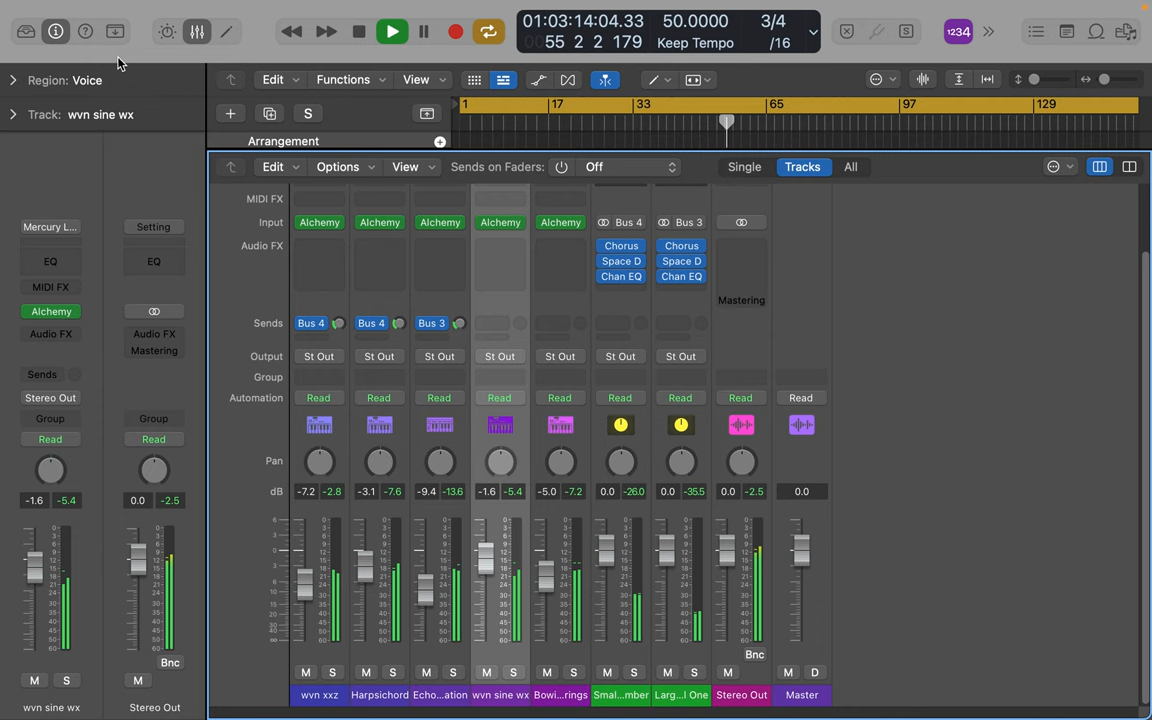 01:03:14:04.33 50.0000 3/4
0055 2 2 179 Keep Tempo /16
1234
Region: Voice
Edit Functions View
Track: wvn sine wx
S
1 17 33 65 97 129
Arrangement
Edit Options View Sends on Faders: Off Single Tracks All
MIDI FX
Input Alchemy Alchemy Alchemy Alchemy Alchemy Bus 4 Bus 3
Audio FX Chorus Chorus
Space D Space D
Chan EQ Chan EQ
Mastering
Sends Bus 4 Bus 4 Bus 3
Output St Out St Out St Out St Out St Out St Out St Out
Group
Automation Read Read Read Read Read Read Read Read Read
Pan
dB -7.2 -2.8 -3.1 -7.6 -9.4 -13.6 -1.6 -5.4 -5.0 -7.2 0.0 -26.0 0.0 -35.5 0.0 -2.5 0.0
Bnc
M S M S M S M S M S M S M S M M D
wvn xxz Harpsichord Echo...ation wvn sine wx Bowi...rings Smal...mber Larg...l One Stereo Out Master
Mercury L... Setting
EQ EQ
MIDI FX
Alchemy
Audio FX Audio FX
Mastering
Sends
Stereo Out
Group Group
Read Read
-1.6 -5.4 0.0 -2.5
Bnc
M S M
wvn sine wx Stereo Out